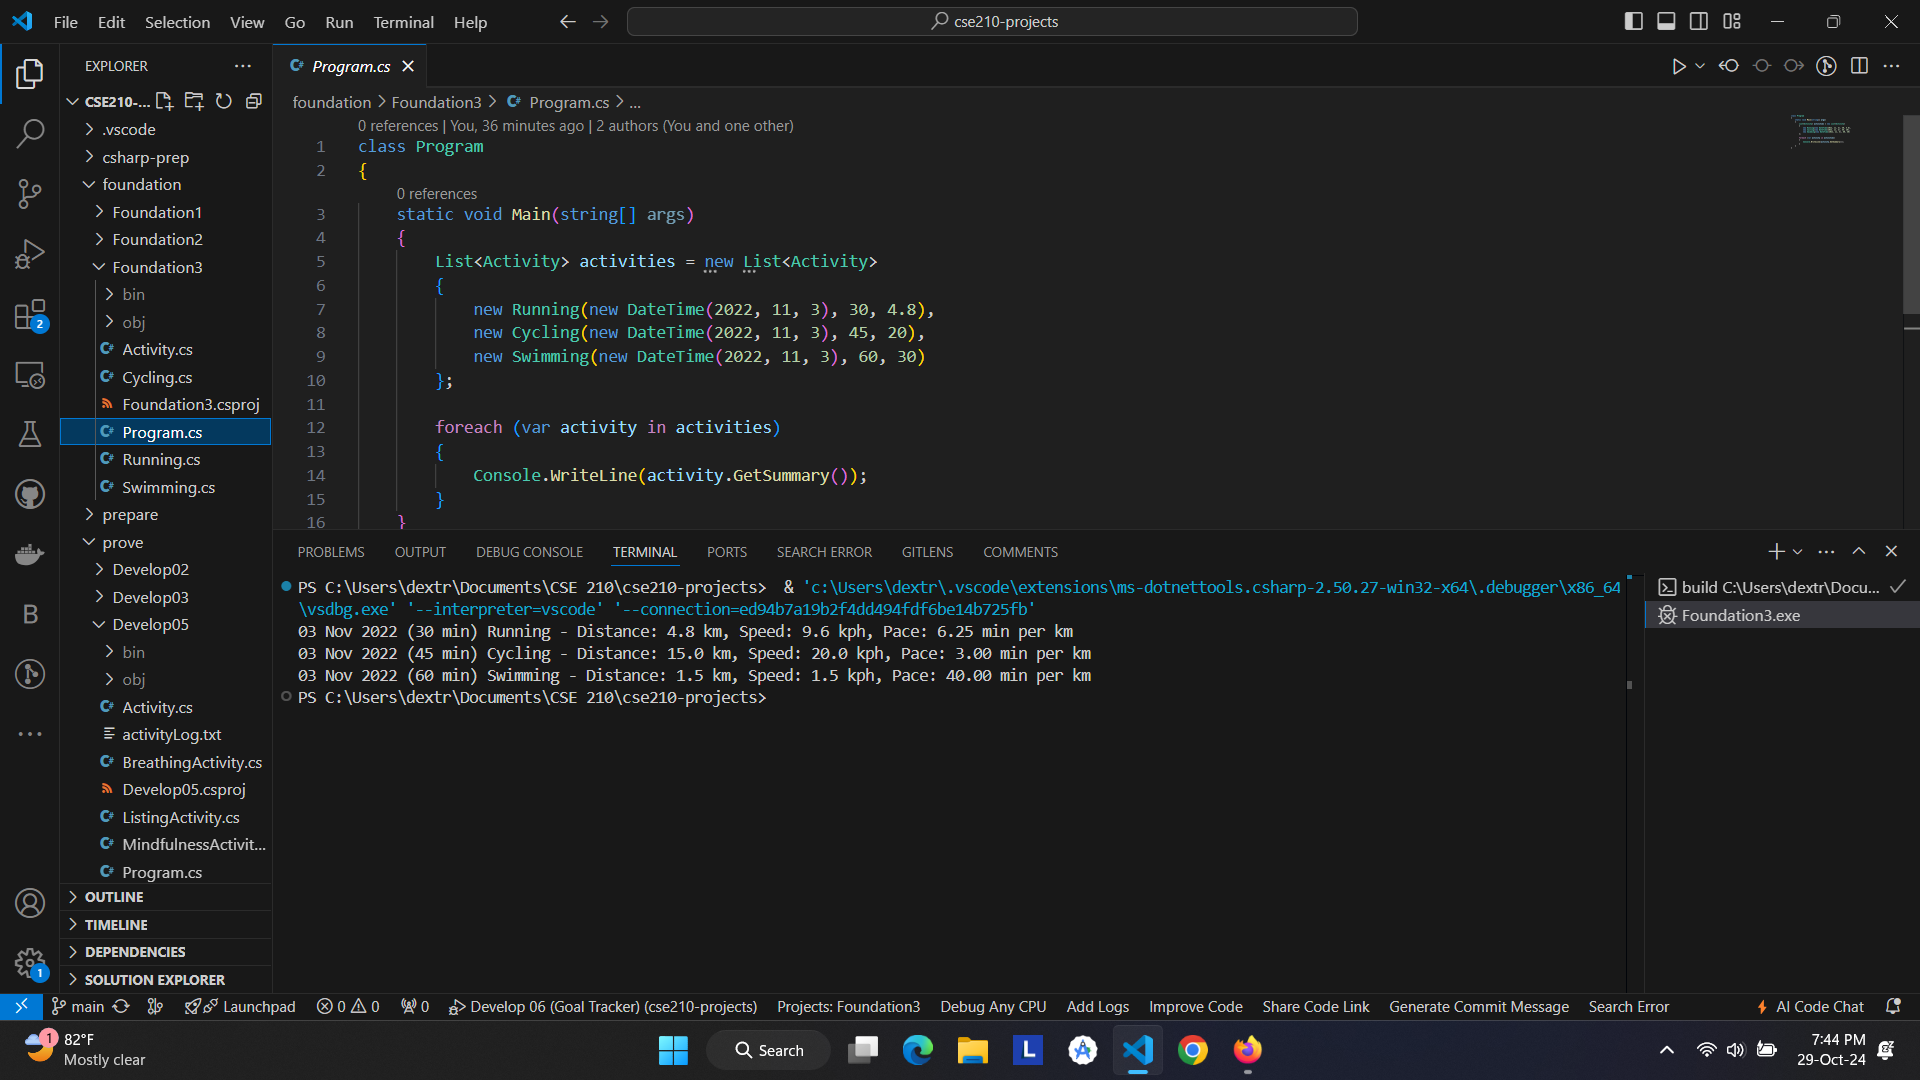 File Edit Selection View Go Run Terminal Help
cse210-projects
EXPLORER
CSE210-...
.vscode
csharp-prep
foundation
Foundation1
Foundation2
Foundation3
bin
obj
Activity.cs
Cycling.cs
Foundation3.csproj
Program.cs
Running.cs
Swimming.cs
prepare
prove
Develop02
Develop03
Develop05
bin
obj
Activity.cs
activityLog.txt
BreathingActivity.cs
Develop05.csproj
ListingActivity.cs
MindfulnessActivit...
Program.cs
OUTLINE
TIMELINE
DEPENDENCIES
SOLUTION EXPLORER
2
1
B
Program.cs
foundation > Foundation3 > Program.cs > ...
0 references | You, 36 minutes ago | 2 authors (You and one other)
1 class Program
2 {
0 references
3 static void Main(string[] args)
4 {
5 List<Activity> activities = new List<Activity>
6 {
7 new Running(new DateTime(2022, 11, 3), 30, 4.8),
8 new Cycling(new DateTime(2022, 11, 3), 45, 20),
9 new Swimming(new DateTime(2022, 11, 3), 60, 30)
10 };
11
12 foreach (var activity in activities)
13 {
14 Console.WriteLine(activity.GetSummary());
15 }
16 }
PROBLEMS OUTPUT DEBUG CONSOLE TERMINAL PORTS SEARCH ERROR GITLENS COMMENTS
PS C:\Users\dextr\Documents\CSE 210\cse210-projects>  & 'c:\Users\dextr\.vscode\extensions\ms-dotnettools.csharp-2.50.27-win32-x64\.debugger\x86_64
\vsdbg.exe' '--interpreter=vscode' '--connection=ed94b7a19b2f4dd494fdf6be14b725fb'
03 Nov 2022 (30 min) Running - Distance: 4.8 km, Speed: 9.6 kph, Pace: 6.25 min per km
03 Nov 2022 (45 min) Cycling - Distance: 15.0 km, Speed: 20.0 kph, Pace: 3.00 min per km
03 Nov 2022 (60 min) Swimming - Distance: 1.5 km, Speed: 1.5 kph, Pace: 40.00 min per km
PS C:\Users\dextr\Documents\CSE 210\cse210-projects>
build C:\Users\dextr\Docu...
Foundation3.exe
main Launchpad 0 0 0 Develop 06 (Goal Tracker) (cse210-projects) Projects: Foundation3 Debug Any CPU Add Logs Improve Code Share Code Link Generate Commit Message Search Error AI Code Chat
1
82°F
Mostly clear
Search
L
7:44 PM
29-Oct-24